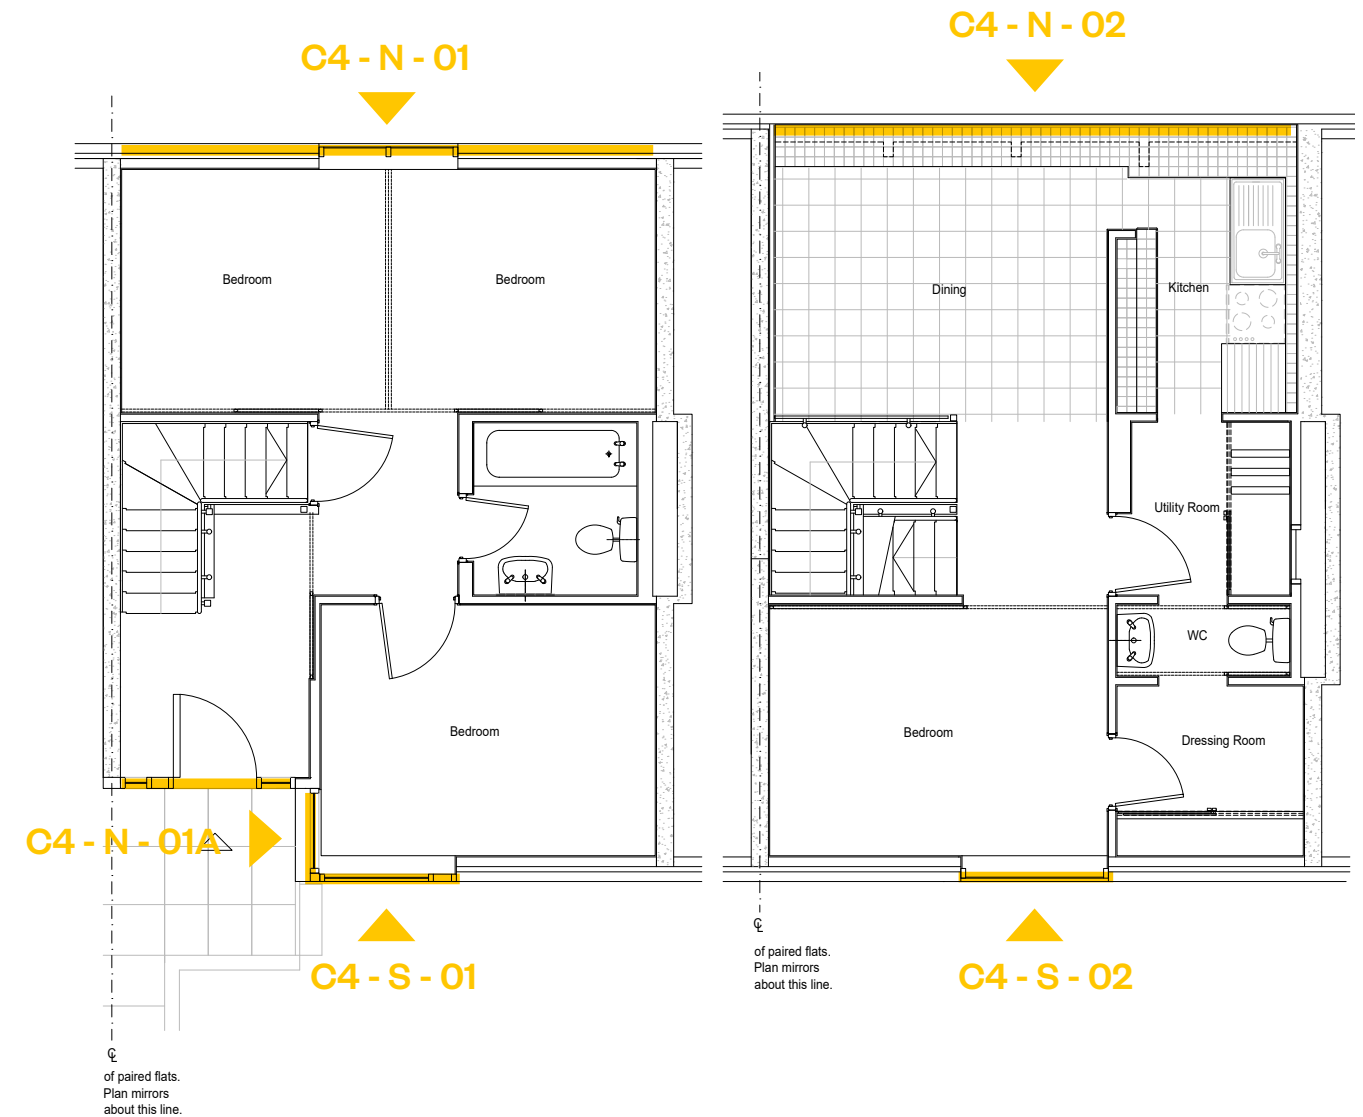 C4 - N - 01
C4 - N - 02
Bedroom
Bedroom
Dining
Kitchen
Utility Room
WC
Bedroom
Bedroom
Dressing Room
C4 - N - 01A
C4 - S - 01
C4 - S - 02
℄
of paired flats.
Plan mirrors
about this line.
℄
of paired flats.
Plan mirrors
about this line.